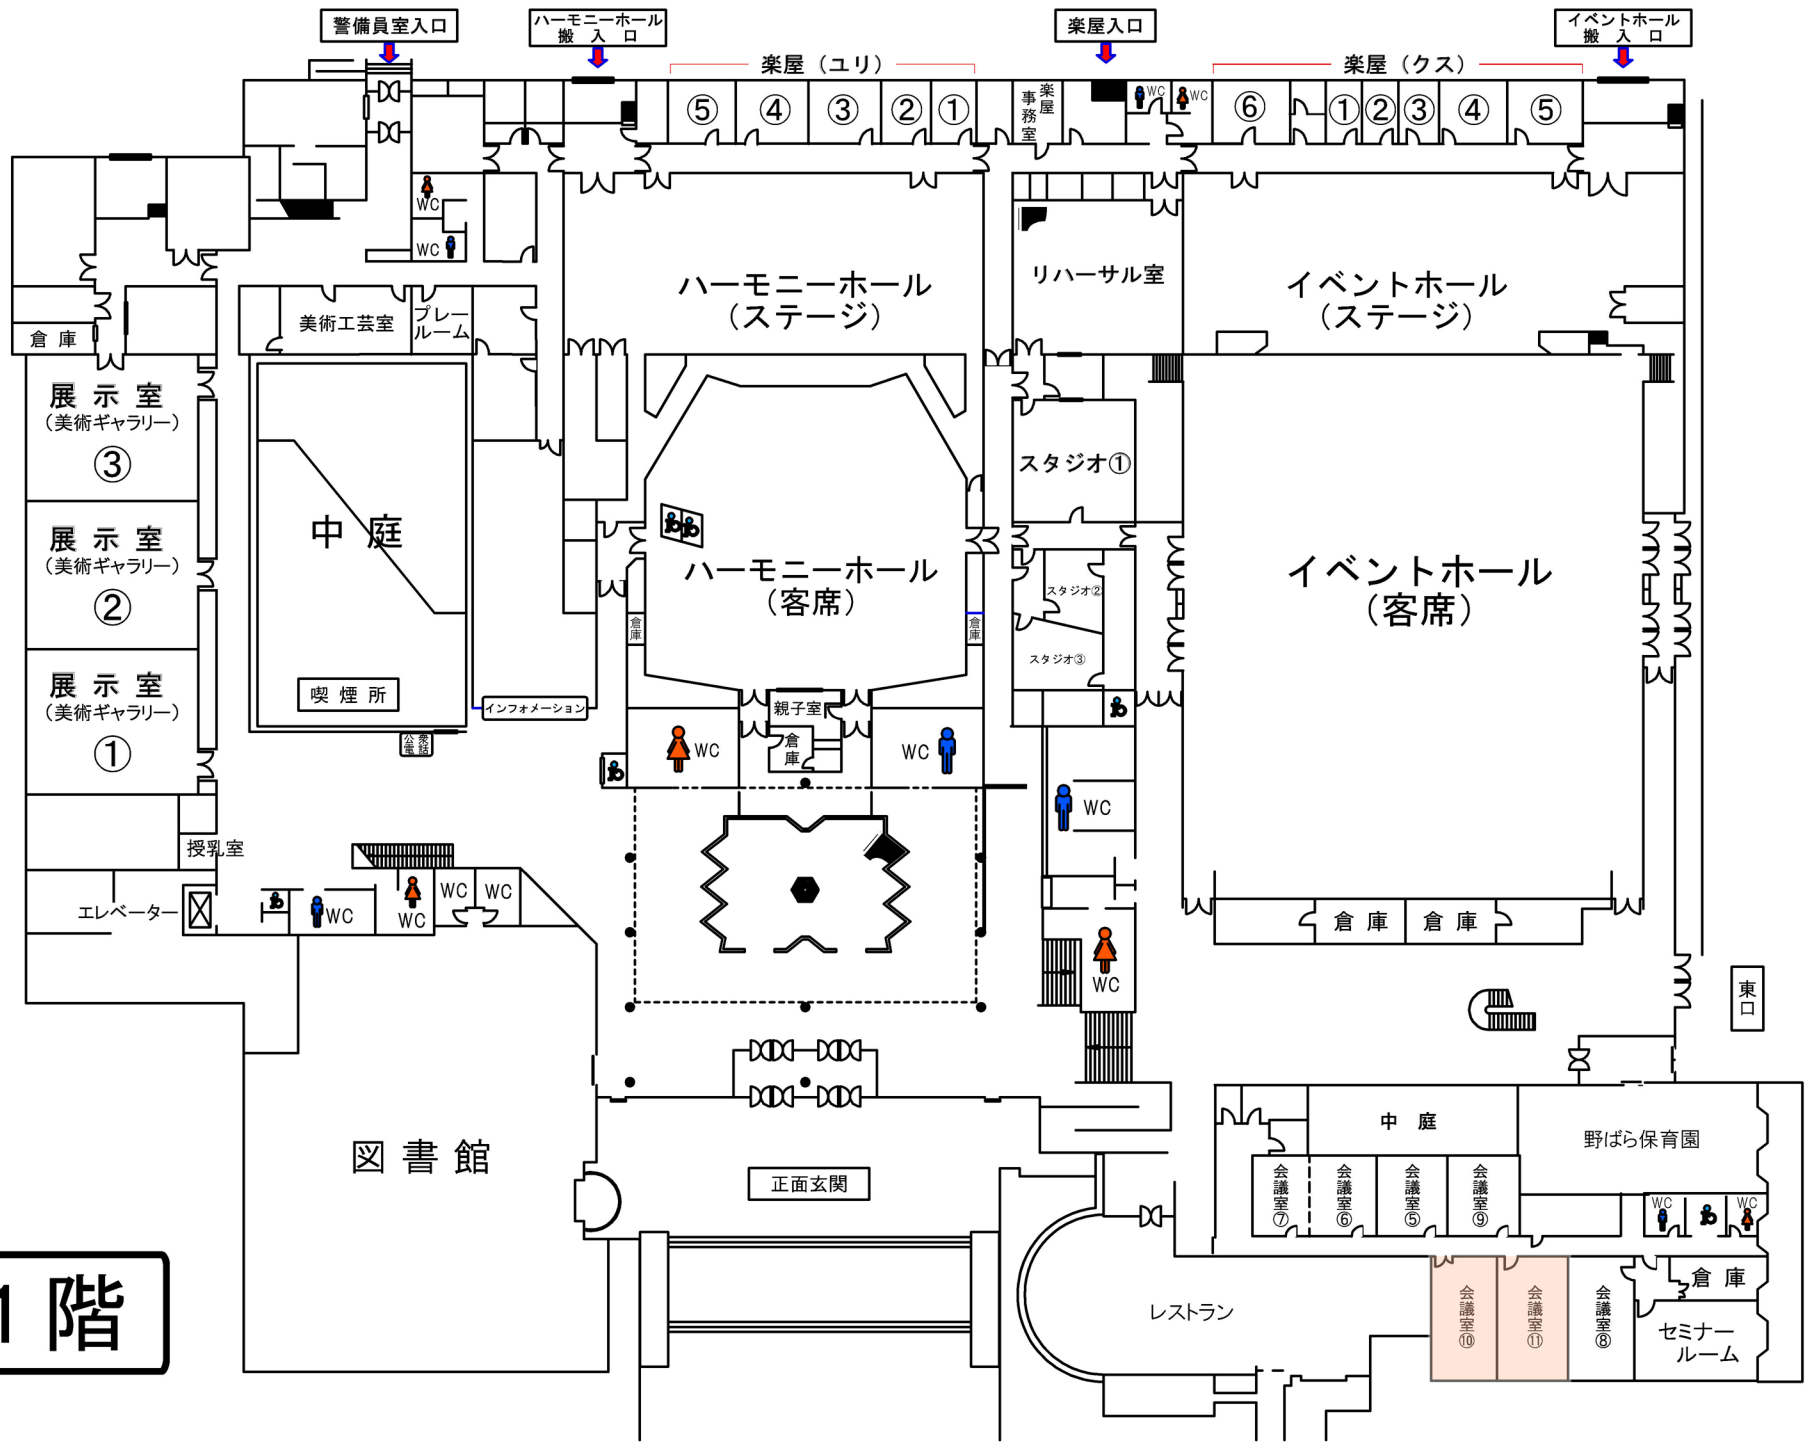 警備員室入口
ハーモニーホール
搬 入 口
楽屋入口
イベントホール
搬 入 口
楽屋（ユリ）
楽屋（クス）
⑤
④
③
②
①
楽屋
事務室
WC
WC
⑥
①
②
③
④
⑤
WC
WC
ハーモニーホール
（ステージ）
リハーサル室
イベントホール
（ステージ）
倉 庫
美術工芸室
プレー
ルーム
展 示 室
（美術ギャラリー）
③
スタジオ①
中 庭
展 示 室
（美術ギャラリー）
②
ハーモニーホール
（客席）
イベントホール
（客席）
スタジオ②
倉庫
倉庫
スタジオ③
展 示 室
（美術ギャラリー）
①
喫 煙 所
インフォメーション
親子室
公衆
電話
WC
倉庫
WC
WC
授乳室
エレベーター
WC
WC
WC
WC
倉 庫
倉 庫
WC
東口
図 書 館
正面玄関
中 庭
野ばら保育園
会議室⑦
会議室⑥
会議室⑤
会議室⑨
WC
WC
レストラン
会議室⑩
会議室⑪
会議室⑧
倉 庫
セミナー
ルーム
1 階